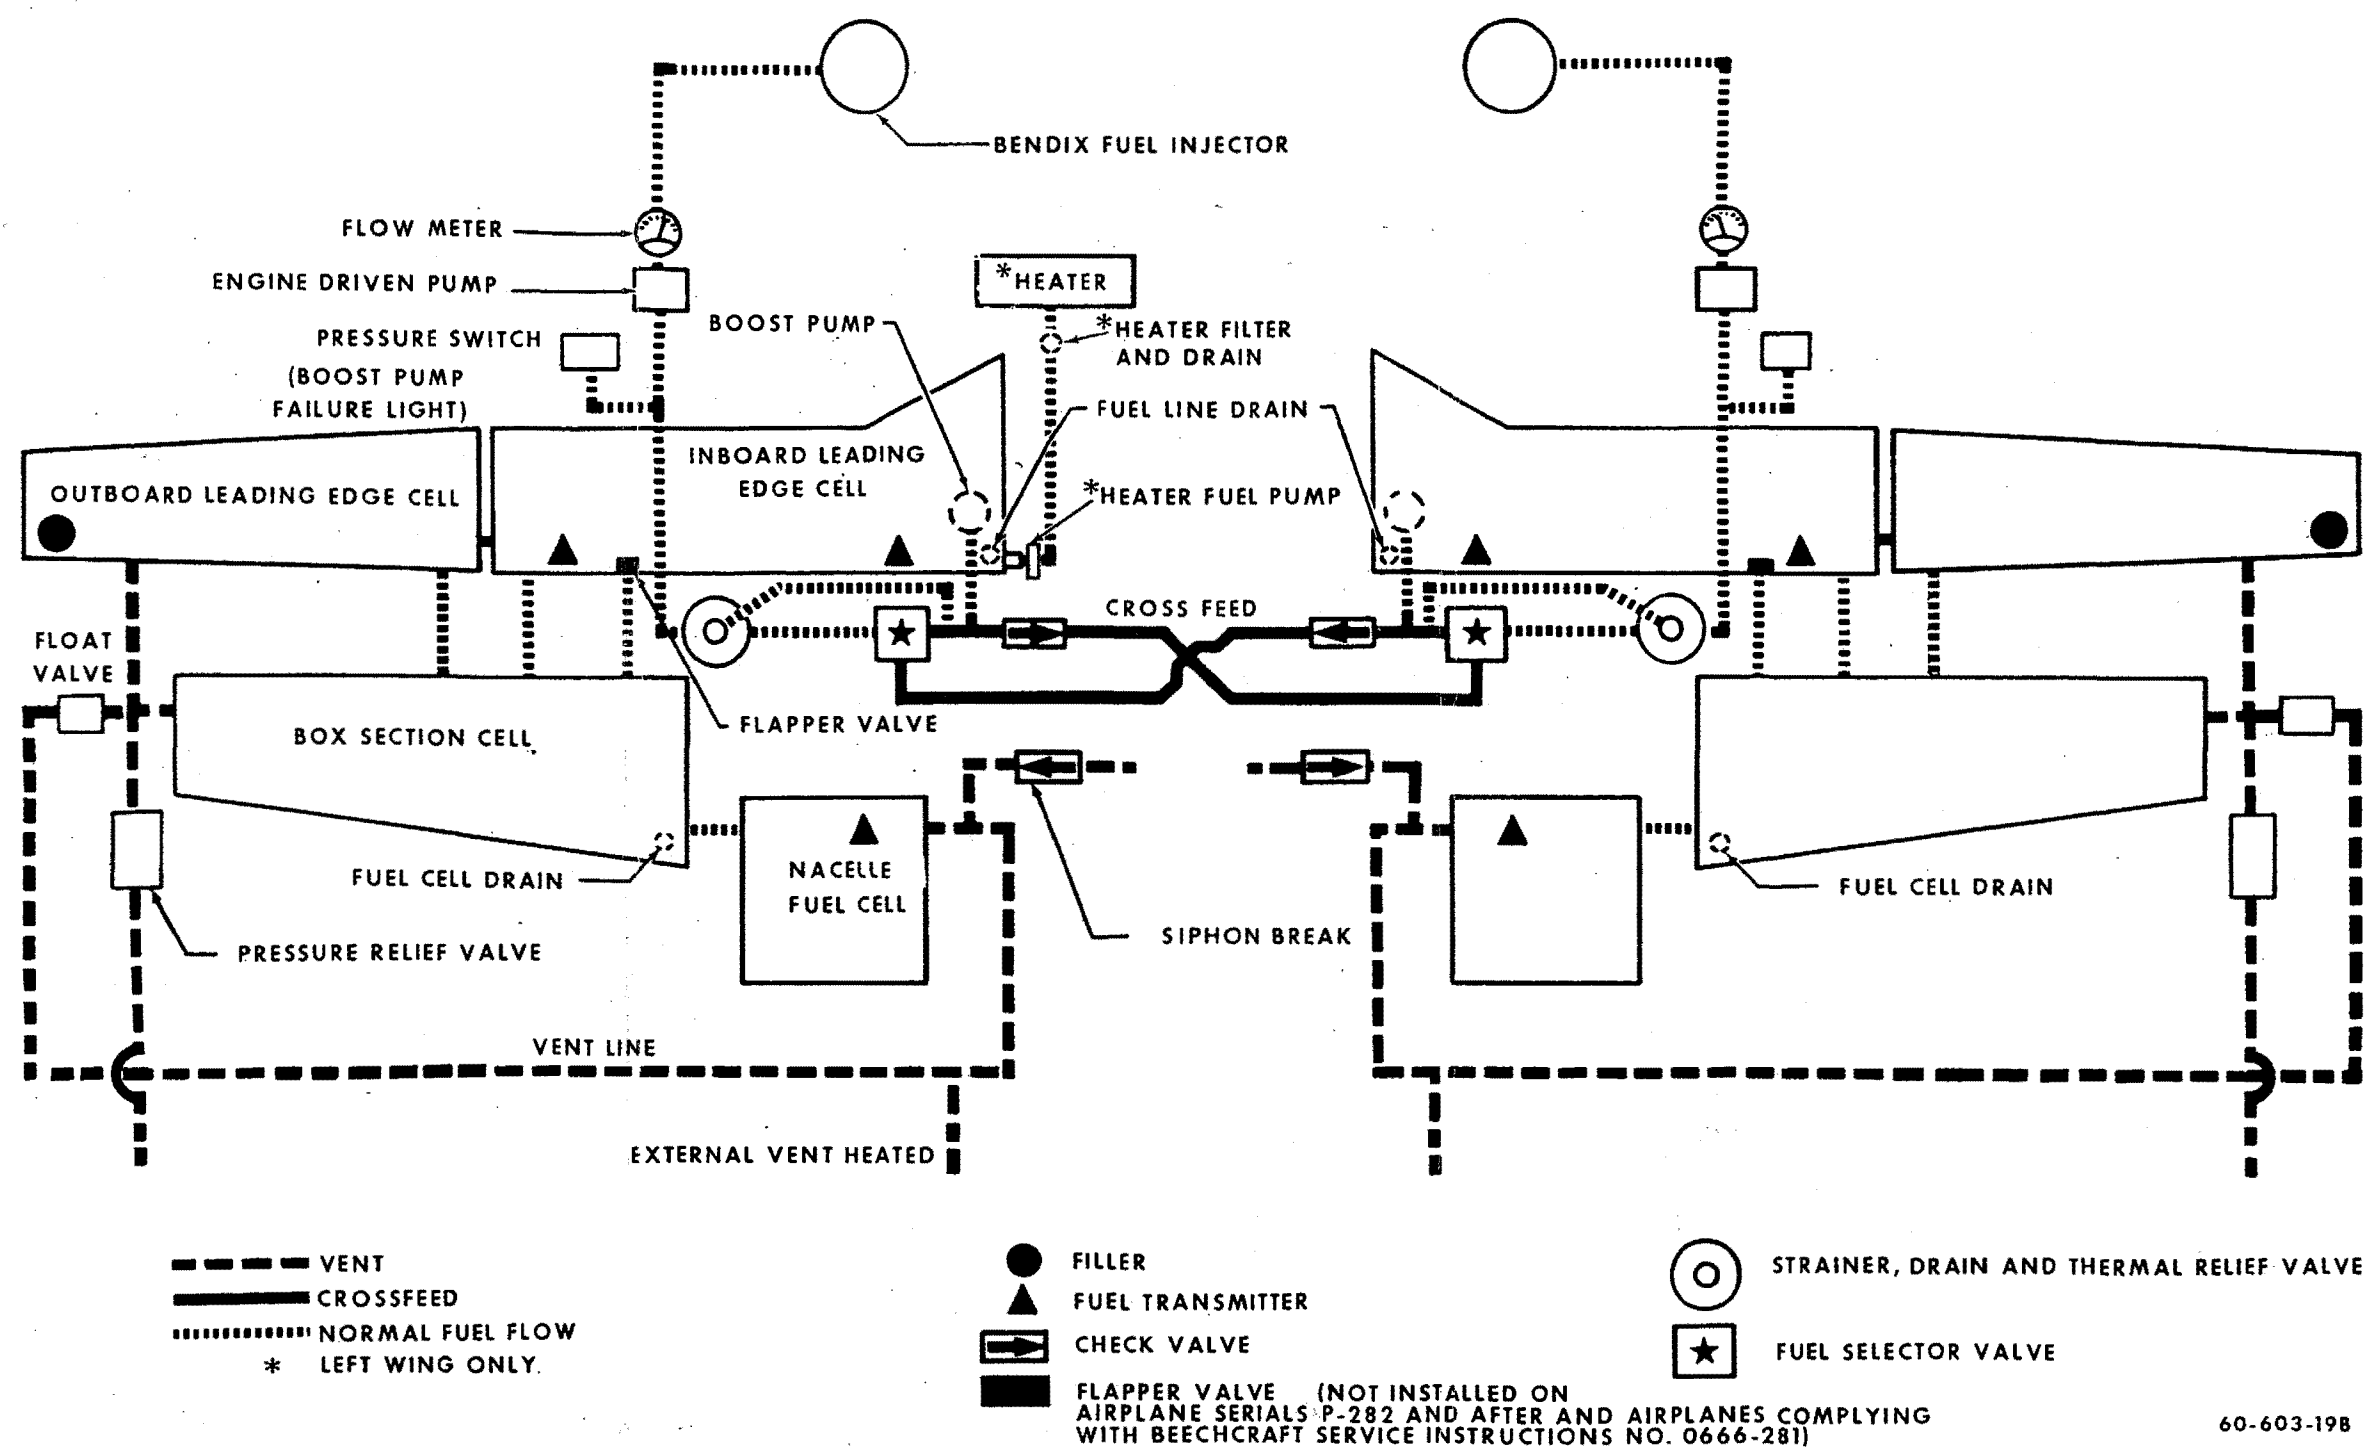 BENDIX FUEL INJECTOR
FLOW METER
ENGINE DRIVEN PUMP
*HEATER
PRESSURE SWITCH
(BOOST PUMP
FAILURE LIGHT)
BOOST PUMP
*HEATER FILTER
AND DRAIN
FUEL LINE DRAIN
INBOARD LEADING
EDGE CELL
OUTBOARD LEADING EDGE CELL
*HEATER FUEL PUMP
CROSS FEED
FLOAT
VALVE
FLAPPER VALVE
BOX SECTION CELL
NACELLE
FUEL CELL
FUEL CELL DRAIN
FUEL CELL DRAIN
SIPHON BREAK
PRESSURE RELIEF VALVE
VENT LINE
EXTERNAL VENT HEATED
VENT
CROSSFEED
NORMAL FUEL FLOW
* LEFT WING ONLY.
FILLER
FUEL TRANSMITTER
CHECK VALVE
FLAPPER VALVE (NOT INSTALLED ON
AIRPLANE SERIALS P-282 AND AFTER AND AIRPLANES COMPLYING
WITH BEECHCRAFT SERVICE INSTRUCTIONS NO. 0666-281)
STRAINER, DRAIN AND THERMAL RELIEF VALVE
FUEL SELECTOR VALVE
60-603-19B